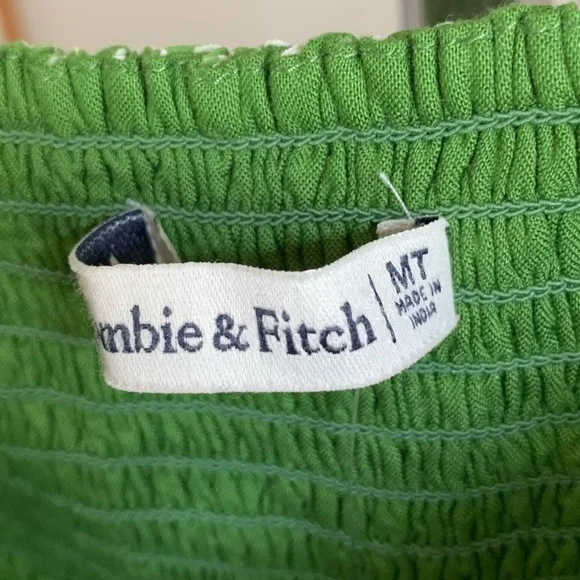 mbie & Fitch
MT
MADE IN
INDIA